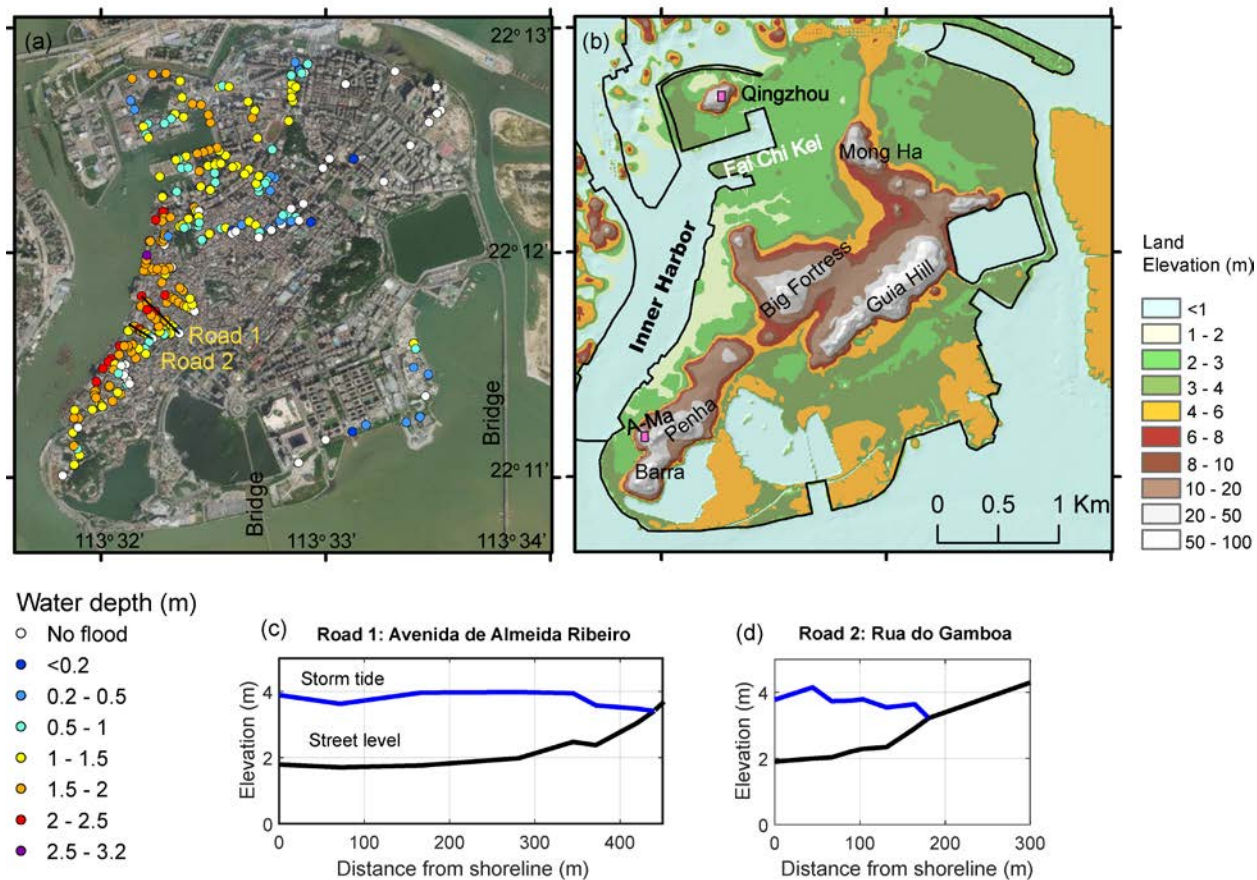 (a)
22° 13'
22° 12'
22° 11'
113° 32'
113° 33'
113° 34'
Road 1
Road 2
Bridge
Bridge
(b)
Qingzhou
Fai Chi Kei
Mong Ha
Inner Harbor
Big Fortress
Guia Hill
A-Ma
Penha
Barra
0 0.5 1 Km
Land
Elevation (m)
<1
1 - 2
2 - 3
3 - 4
4 - 6
6 - 8
8 - 10
10 - 20
20 - 50
50 - 100
Water depth (m)
No flood
<0.2
0.2 - 0.5
0.5 - 1
1 - 1.5
1.5 - 2
2 - 2.5
2.5 - 3.2
(c)
Road 1: Avenida de Almeida Ribeiro
Storm tide
Street level
Elevation (m)
4
2
0
0 100 200 300 400
Distance from shoreline (m)
(d)
Road 2: Rua do Gamboa
Elevation (m)
4
2
0
0 100 200 300
Distance from shoreline (m)